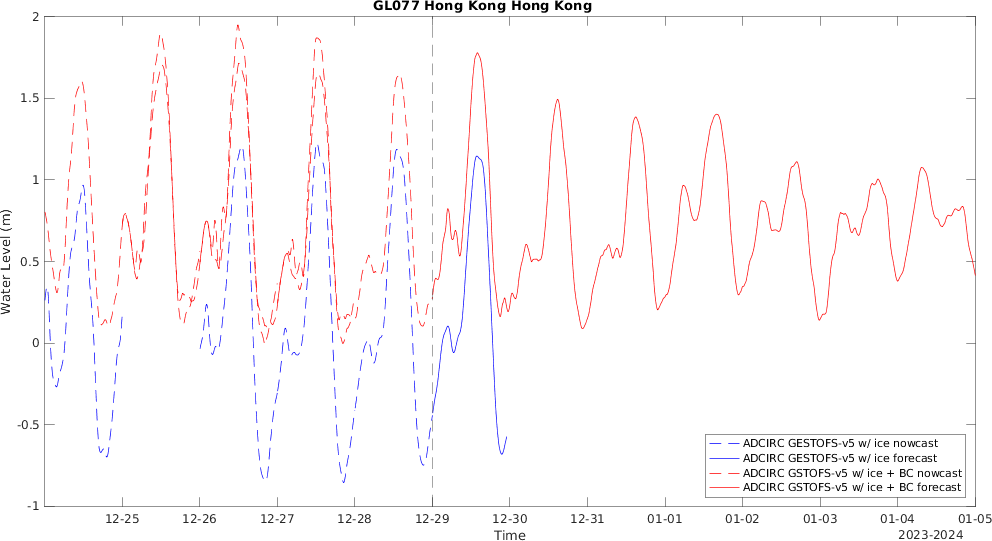 GL077 Hong Kong Hong Kong
Water Level (m)
2
1.5
1
0.5
0
-0.5
-1
12-25 12-26 12-27 12-28 12-29 12-30 12-31 01-01 01-02 01-03 01-04 01-05
Time
2023-2024
ADCIRC GESTOFS-v5 w/ ice nowcast
ADCIRC GESTOFS-v5 w/ ice forecast
ADCIRC GSTOFS-v5 w/ ice + BC nowcast
ADCIRC GSTOFS-v5 w/ ice + BC forecast